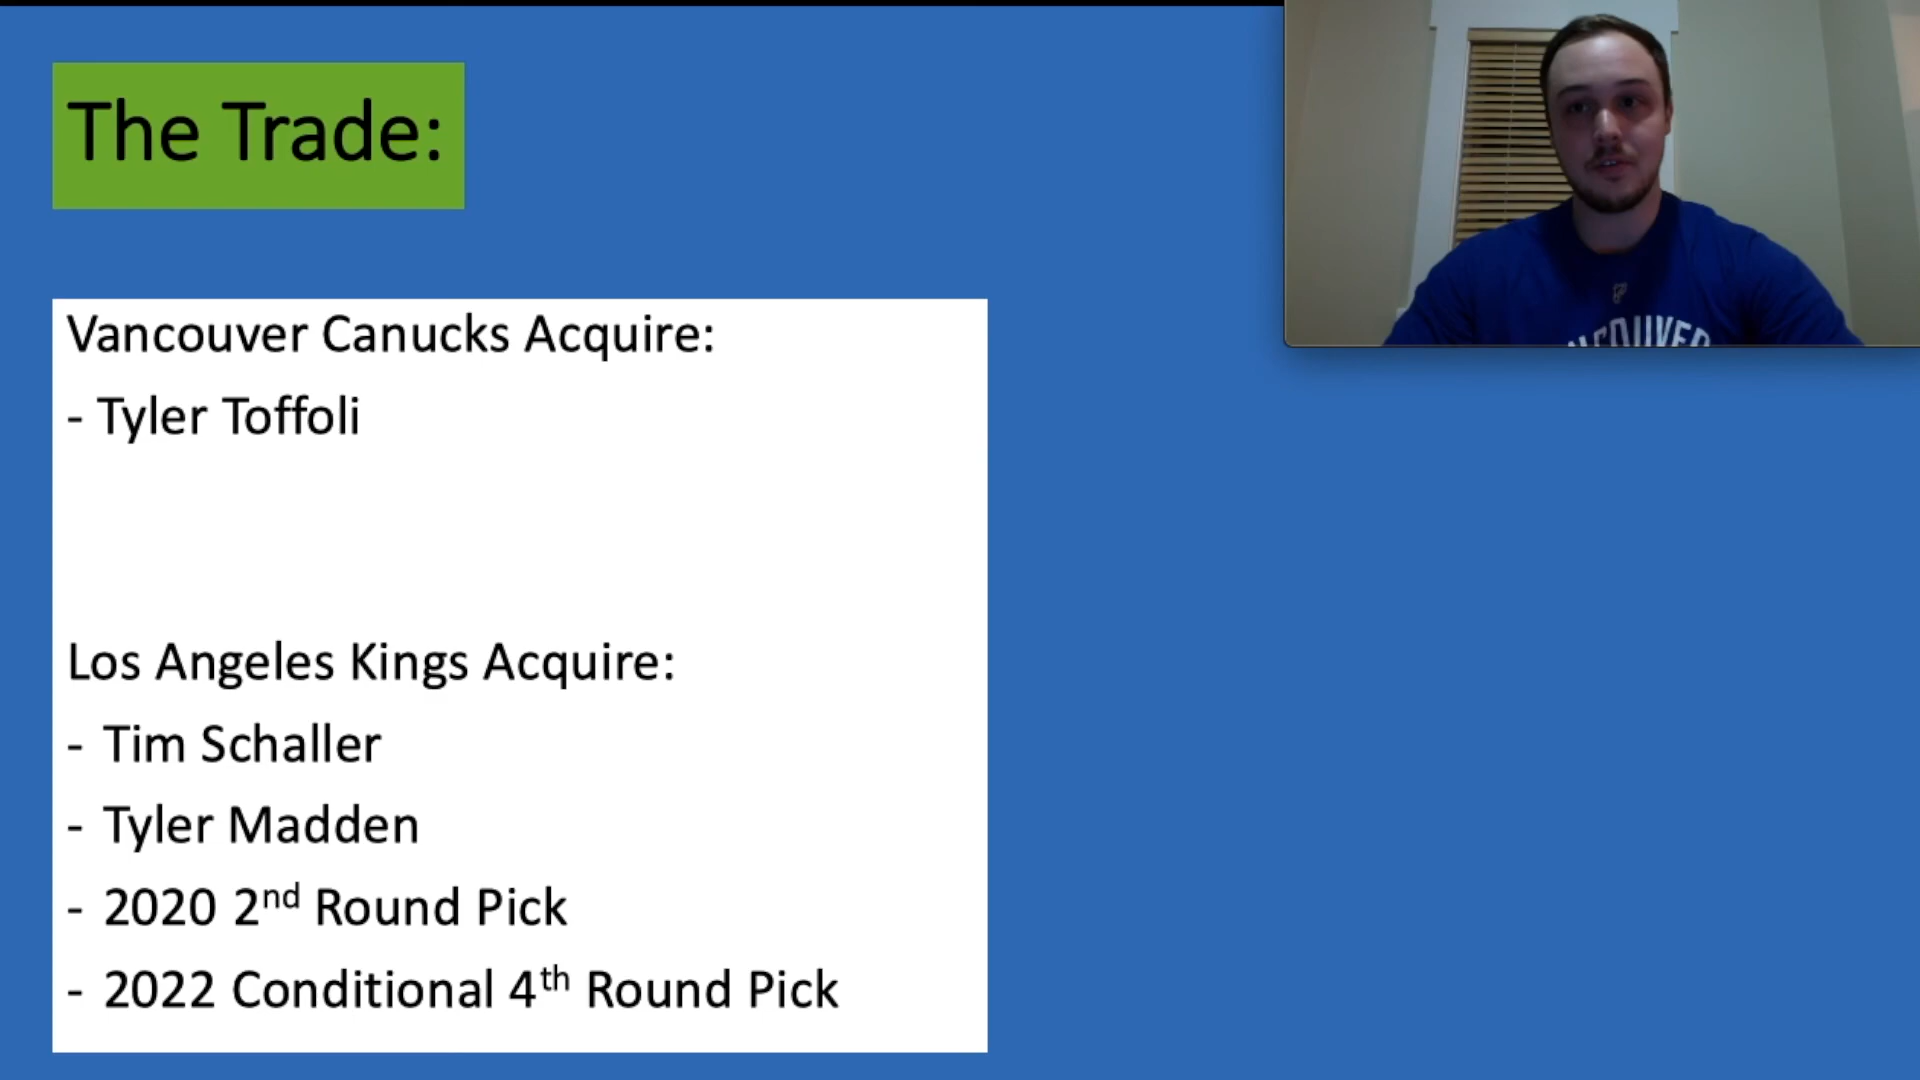 The Trade:
Vancouver Canucks Acquire:
- Tyler Toffoli
Los Angeles Kings Acquire:
- Tim Schaller
- Tyler Madden
- 2020 2nd Round Pick
- 2022 Conditional 4th Round Pick